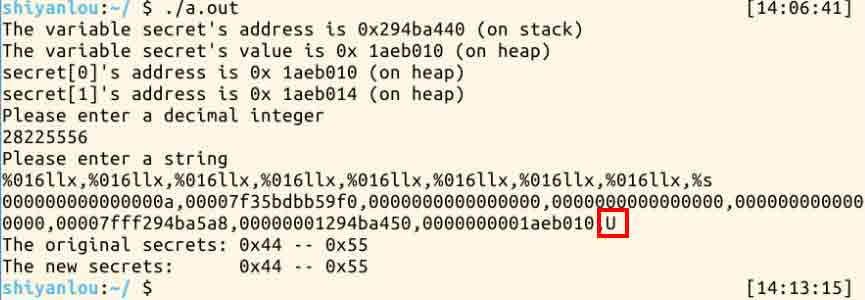 shiyanlou:~/ $ ./a.out [14:06:41]
The variable secret's address is 0x294ba440 (on stack)
The variable secret's value is 0x 1aeb010 (on heap)
secret[0]'s address is 0x 1aeb010 (on heap)
secret[1]'s address is 0x 1aeb014 (on heap)
Please enter a decimal integer
28225556
Please enter a string
%016llx,%016llx,%016llx,%016llx,%016llx,%016llx,%016llx,%016llx,%s
000000000000000a,00007f35bdbb59f0,0000000000000000,0000000000000000,000000000000
0000,00007fff294ba5a8,00000001294ba450,0000000001aeb010,U
The original secrets: 0x44 -- 0x55
The new secrets:      0x44 -- 0x55
shiyanlou:~/ $ [14:13:15]